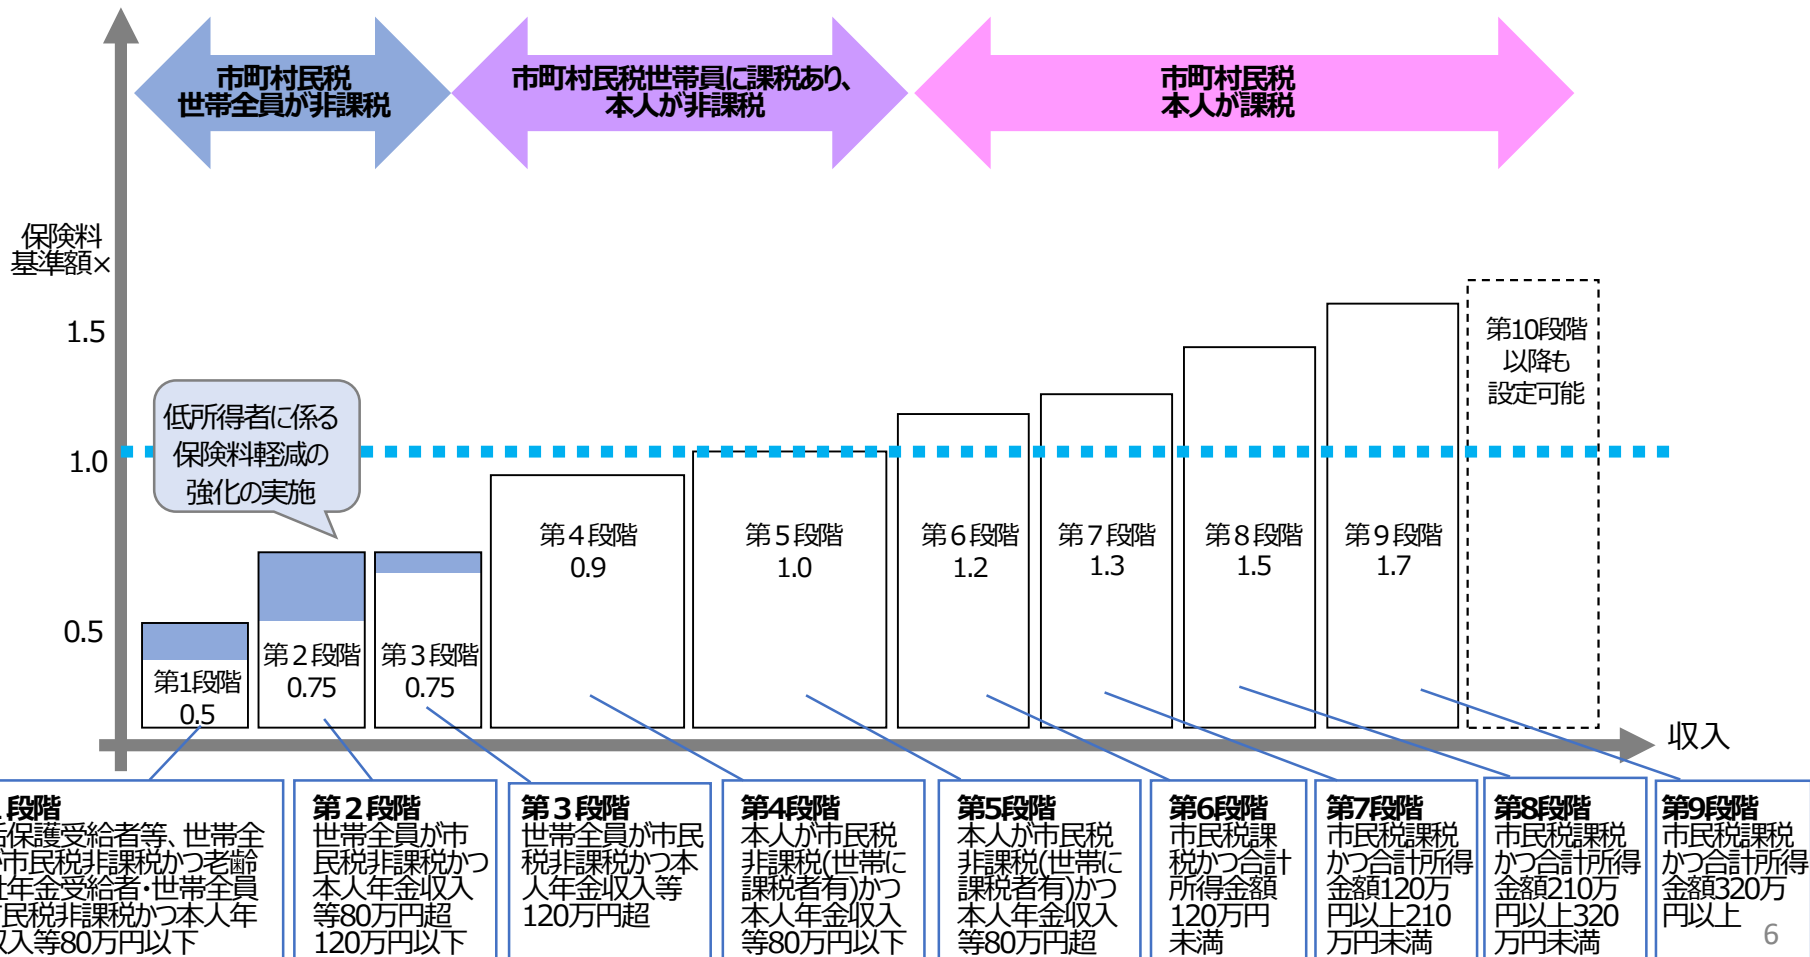 市町村民税
世帯全員が非課税
市町村民税世帯員に課税あり、
本人が非課税
市町村民税
本人が課税
保険料
基準額×
1.5
1.0
0.5
低所得者に係る
保険料軽減の
強化の実施
第1段階
0.5
第２段階
0.75
第３段階
0.75
第４段階
0.9
第５段階
1.0
第６段階
1.2
第７段階
1.3
第８段階
1.5
第９段階
1.7
第10段階
以降も
設定可能
収入
段階
保護受給者等、世帯全
市民税非課税かつ老齢
年金受給者・世帯全員
民税非課税かつ本人年
入等80万円以下
第２段階
世帯全員が市
民税非課税かつ
本人年金収入
等80万円超
120万円以下
第３段階
世帯全員が市民
税非課税かつ本
人年金収入等
120万円超
第4段階
本人が市民税
非課税(世帯に
課税者有)かつ
本人年金収入
等80万円以下
第5段階
本人が市民税
非課税(世帯に
課税者有)かつ
本人年金収入
等80万円超
第6段階
市民税課
税かつ合計
所得金額
120万円
未満
第7段階
市民税課税
かつ合計所得
金額120万
円以上210
万円未満
第8段階
市民税課税
かつ合計所得
金額210万
円以上320
万円未満
第9段階
市民税課税
かつ合計所得
金額320万
円以上
6